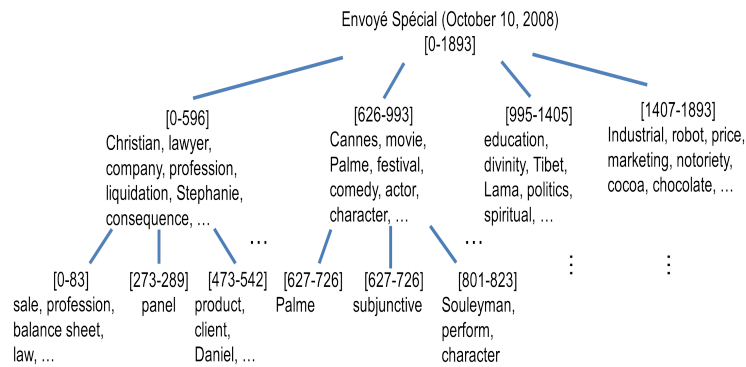 Envoyé Spécial (October 10, 2008)
[0-1893]
[0-596]
Christian, lawyer,
company, profession,
liquidation, Stephanie,
consequence, …
[626-993]
Cannes, movie,
Palme, festival,
comedy, actor,
character, …
[995-1405]
education,
divinity, Tibet,
Lama, politics,
spiritual, …
[1407-1893]
Industrial, robot, price,
marketing, notoriety,
cocoa, chocolate, …
…
…
⋮
⋮
[0-83]
sale, profession,
balance sheet,
law, …
[273-289]
panel
[473-542]
product,
client,
Daniel, …
[627-726]
Palme
[627-726]
subjunctive
[801-823]
Souleyman,
perform,
character